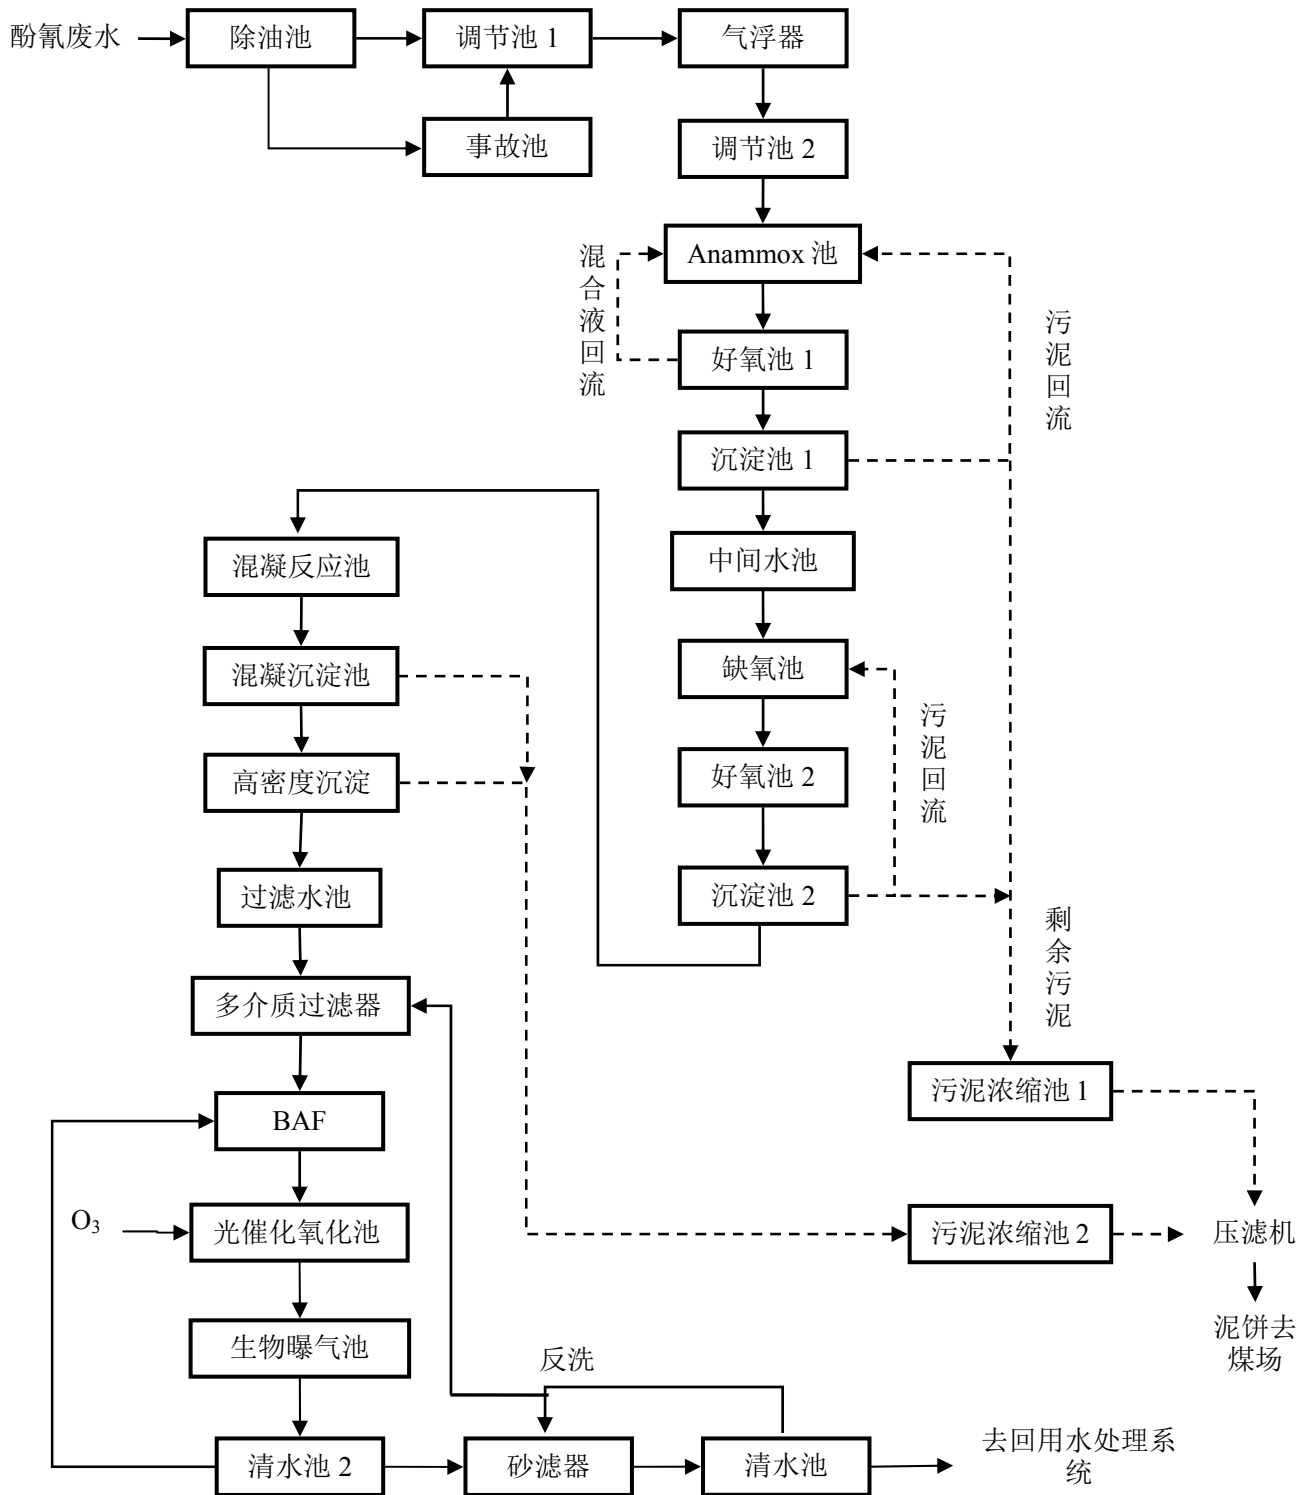 酚氰废水
除油池
调节池 1
气浮器
事故池
调节池 2
Anammox 池
混合液回流
污泥回流
好氧池 1
沉淀池 1
中间水池
缺氧池
好氧池 2
污泥回流
沉淀池 2
剩余污泥
混凝反应池
混凝沉淀池
高密度沉淀
过滤水池
多介质过滤器
BAF
O₃
光催化氧化池
生物曝气池
清水池 2
反洗
砂滤器
清水池
去回用水处理系
统
污泥浓缩池 1
污泥浓缩池 2
压滤机
泥饼去
煤场